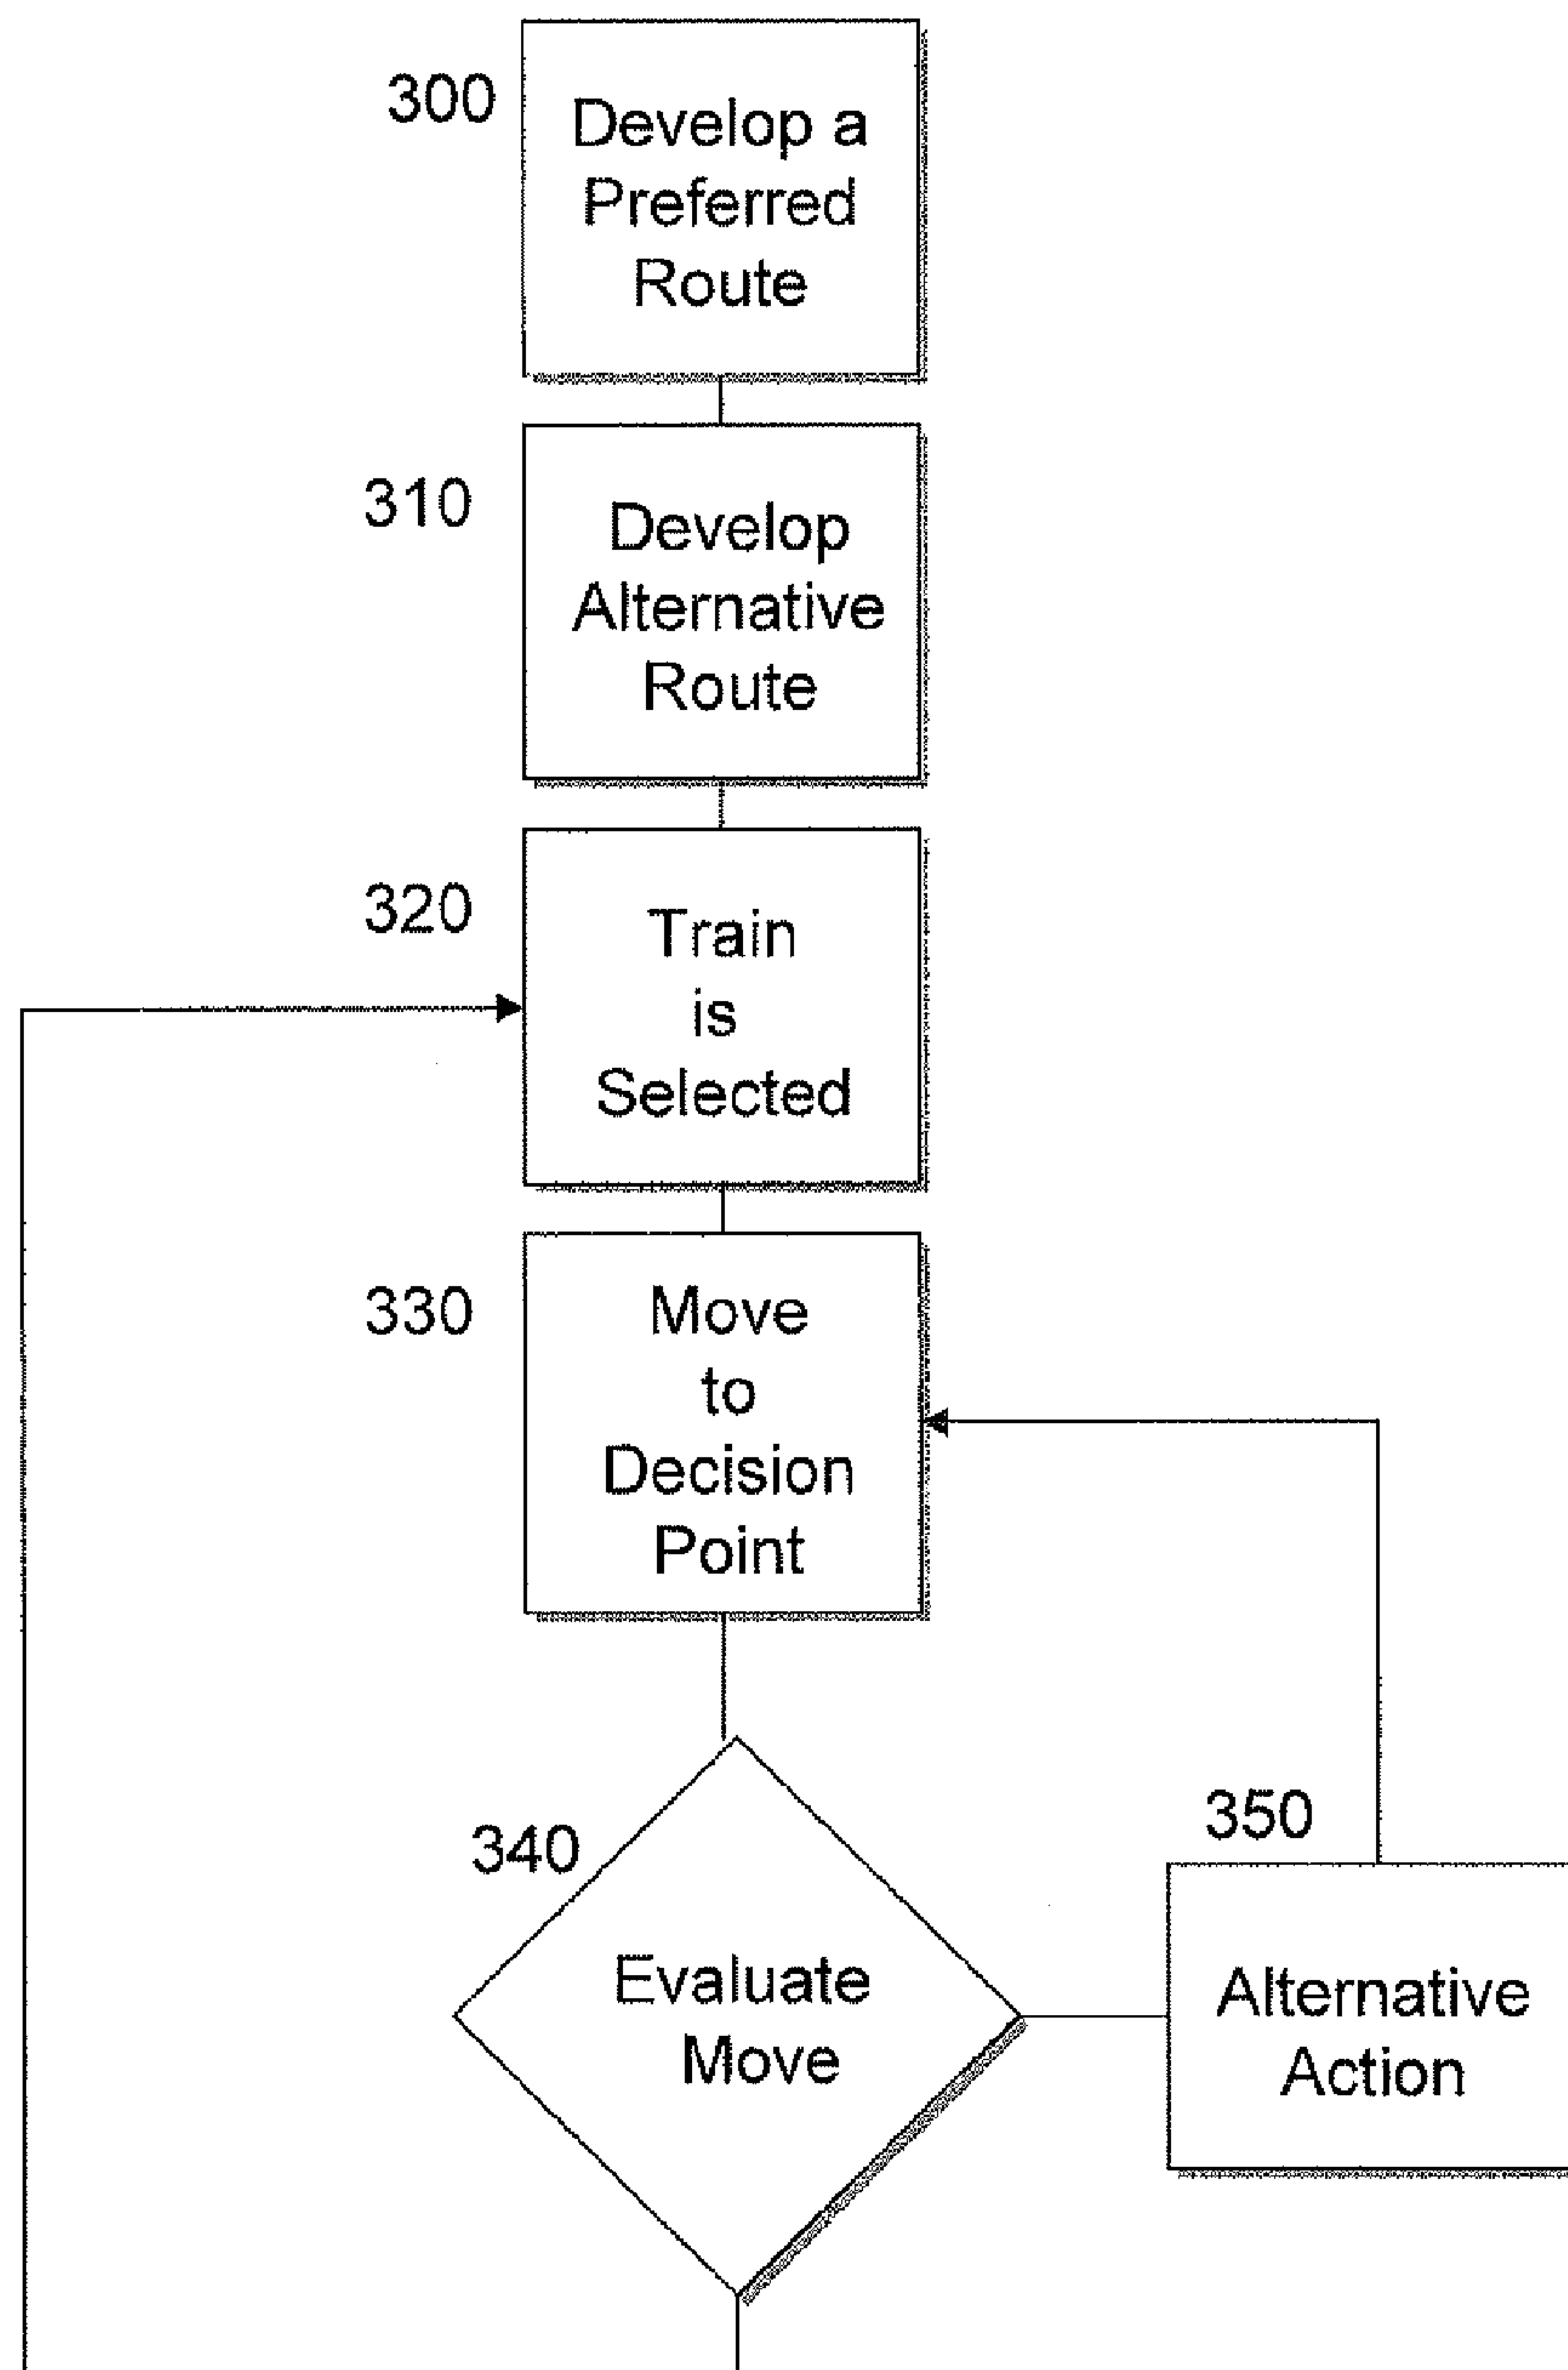 300
Develop a
Preferred
Route
310
Develop
Alternative
Route
320
Train
is
Selected
330
Move
to
Decision
Point
340
Evaluate
Move
350
Alternative
Action